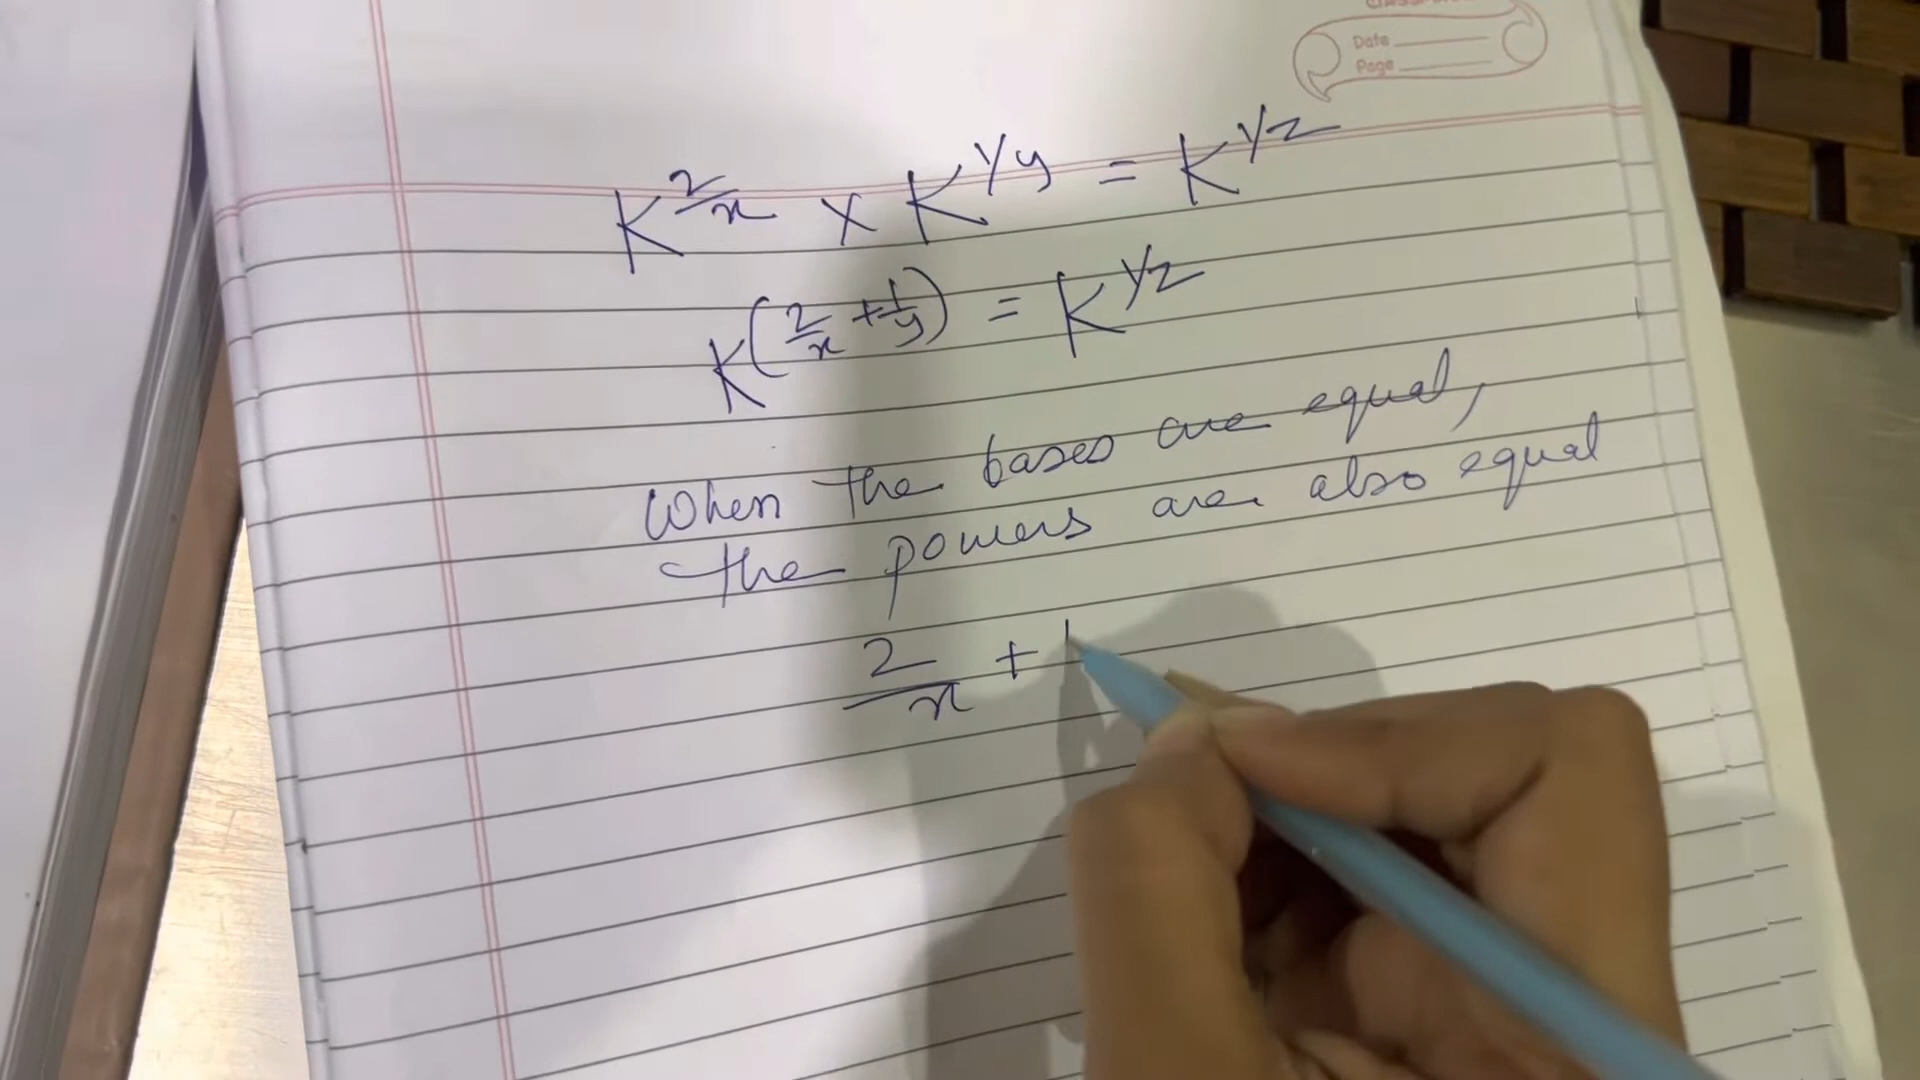 Date
Page
K^(2/x) × K^(1/y) = K^(1/z)
K^(2/x + 1/y) = K^(1/z)
When the bases are equal,
the powers are also equal
2/x + 1